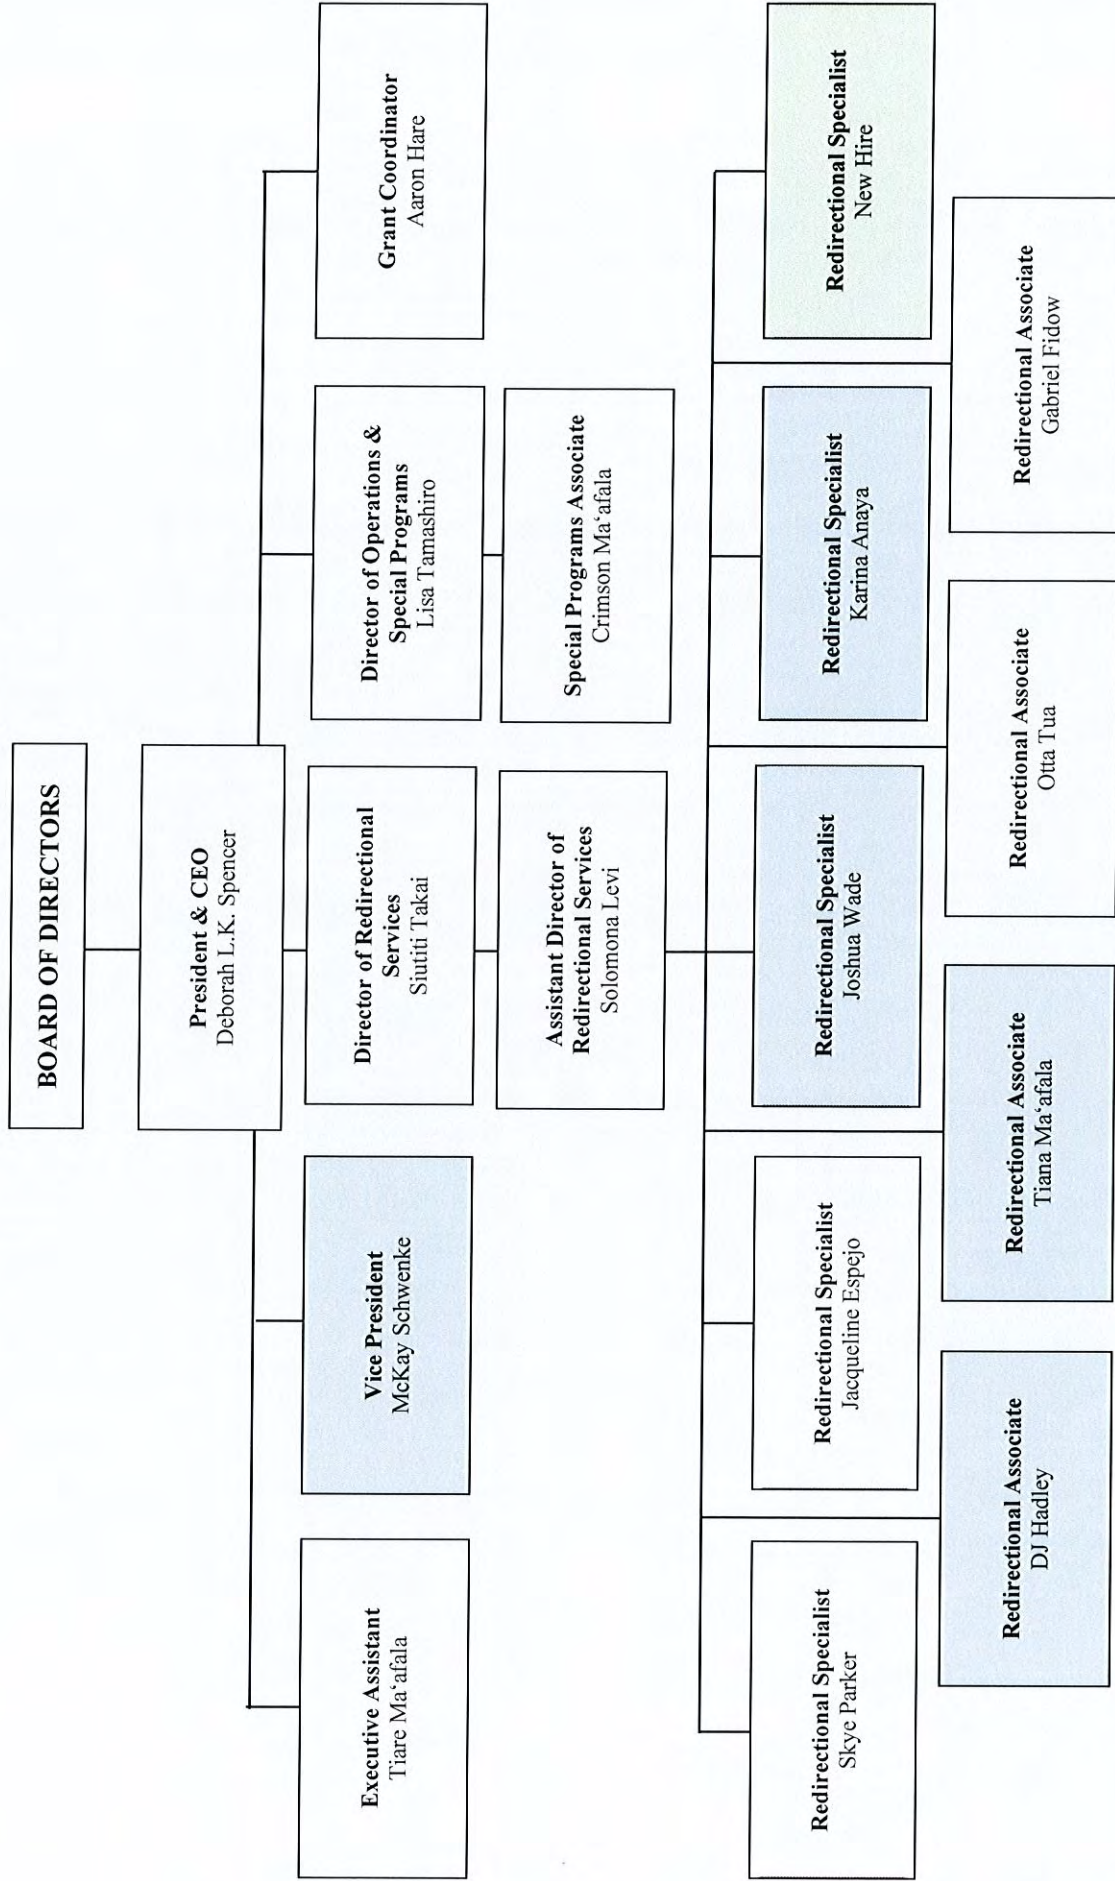 BOARD OF DIRECTORS
President & CEO
Deborah L.K. Spencer
Executive Assistant
Tiare Ma‘afala
Vice President
McKay Schwenke
Director of Redirectional
Services
Siutiti Takai
Director of Operations &
Special Programs
Lisa Tamashiro
Grant Coordinator
Aaron Hare
Assistant Director of
Redirectional Services
Solomona Levi
Special Programs Associate
Crimson Ma‘afala
Redirectional Specialist
Skye Parker
Redirectional Specialist
Jacqueline Espejo
Redirectional Specialist
Joshua Wade
Redirectional Specialist
Karina Anaya
Redirectional Specialist
New Hire
Redirectional Associate
DJ Hadley
Redirectional Associate
Tiana Ma‘afala
Redirectional Associate
Otta Tua
Redirectional Associate
Gabriel Fidow